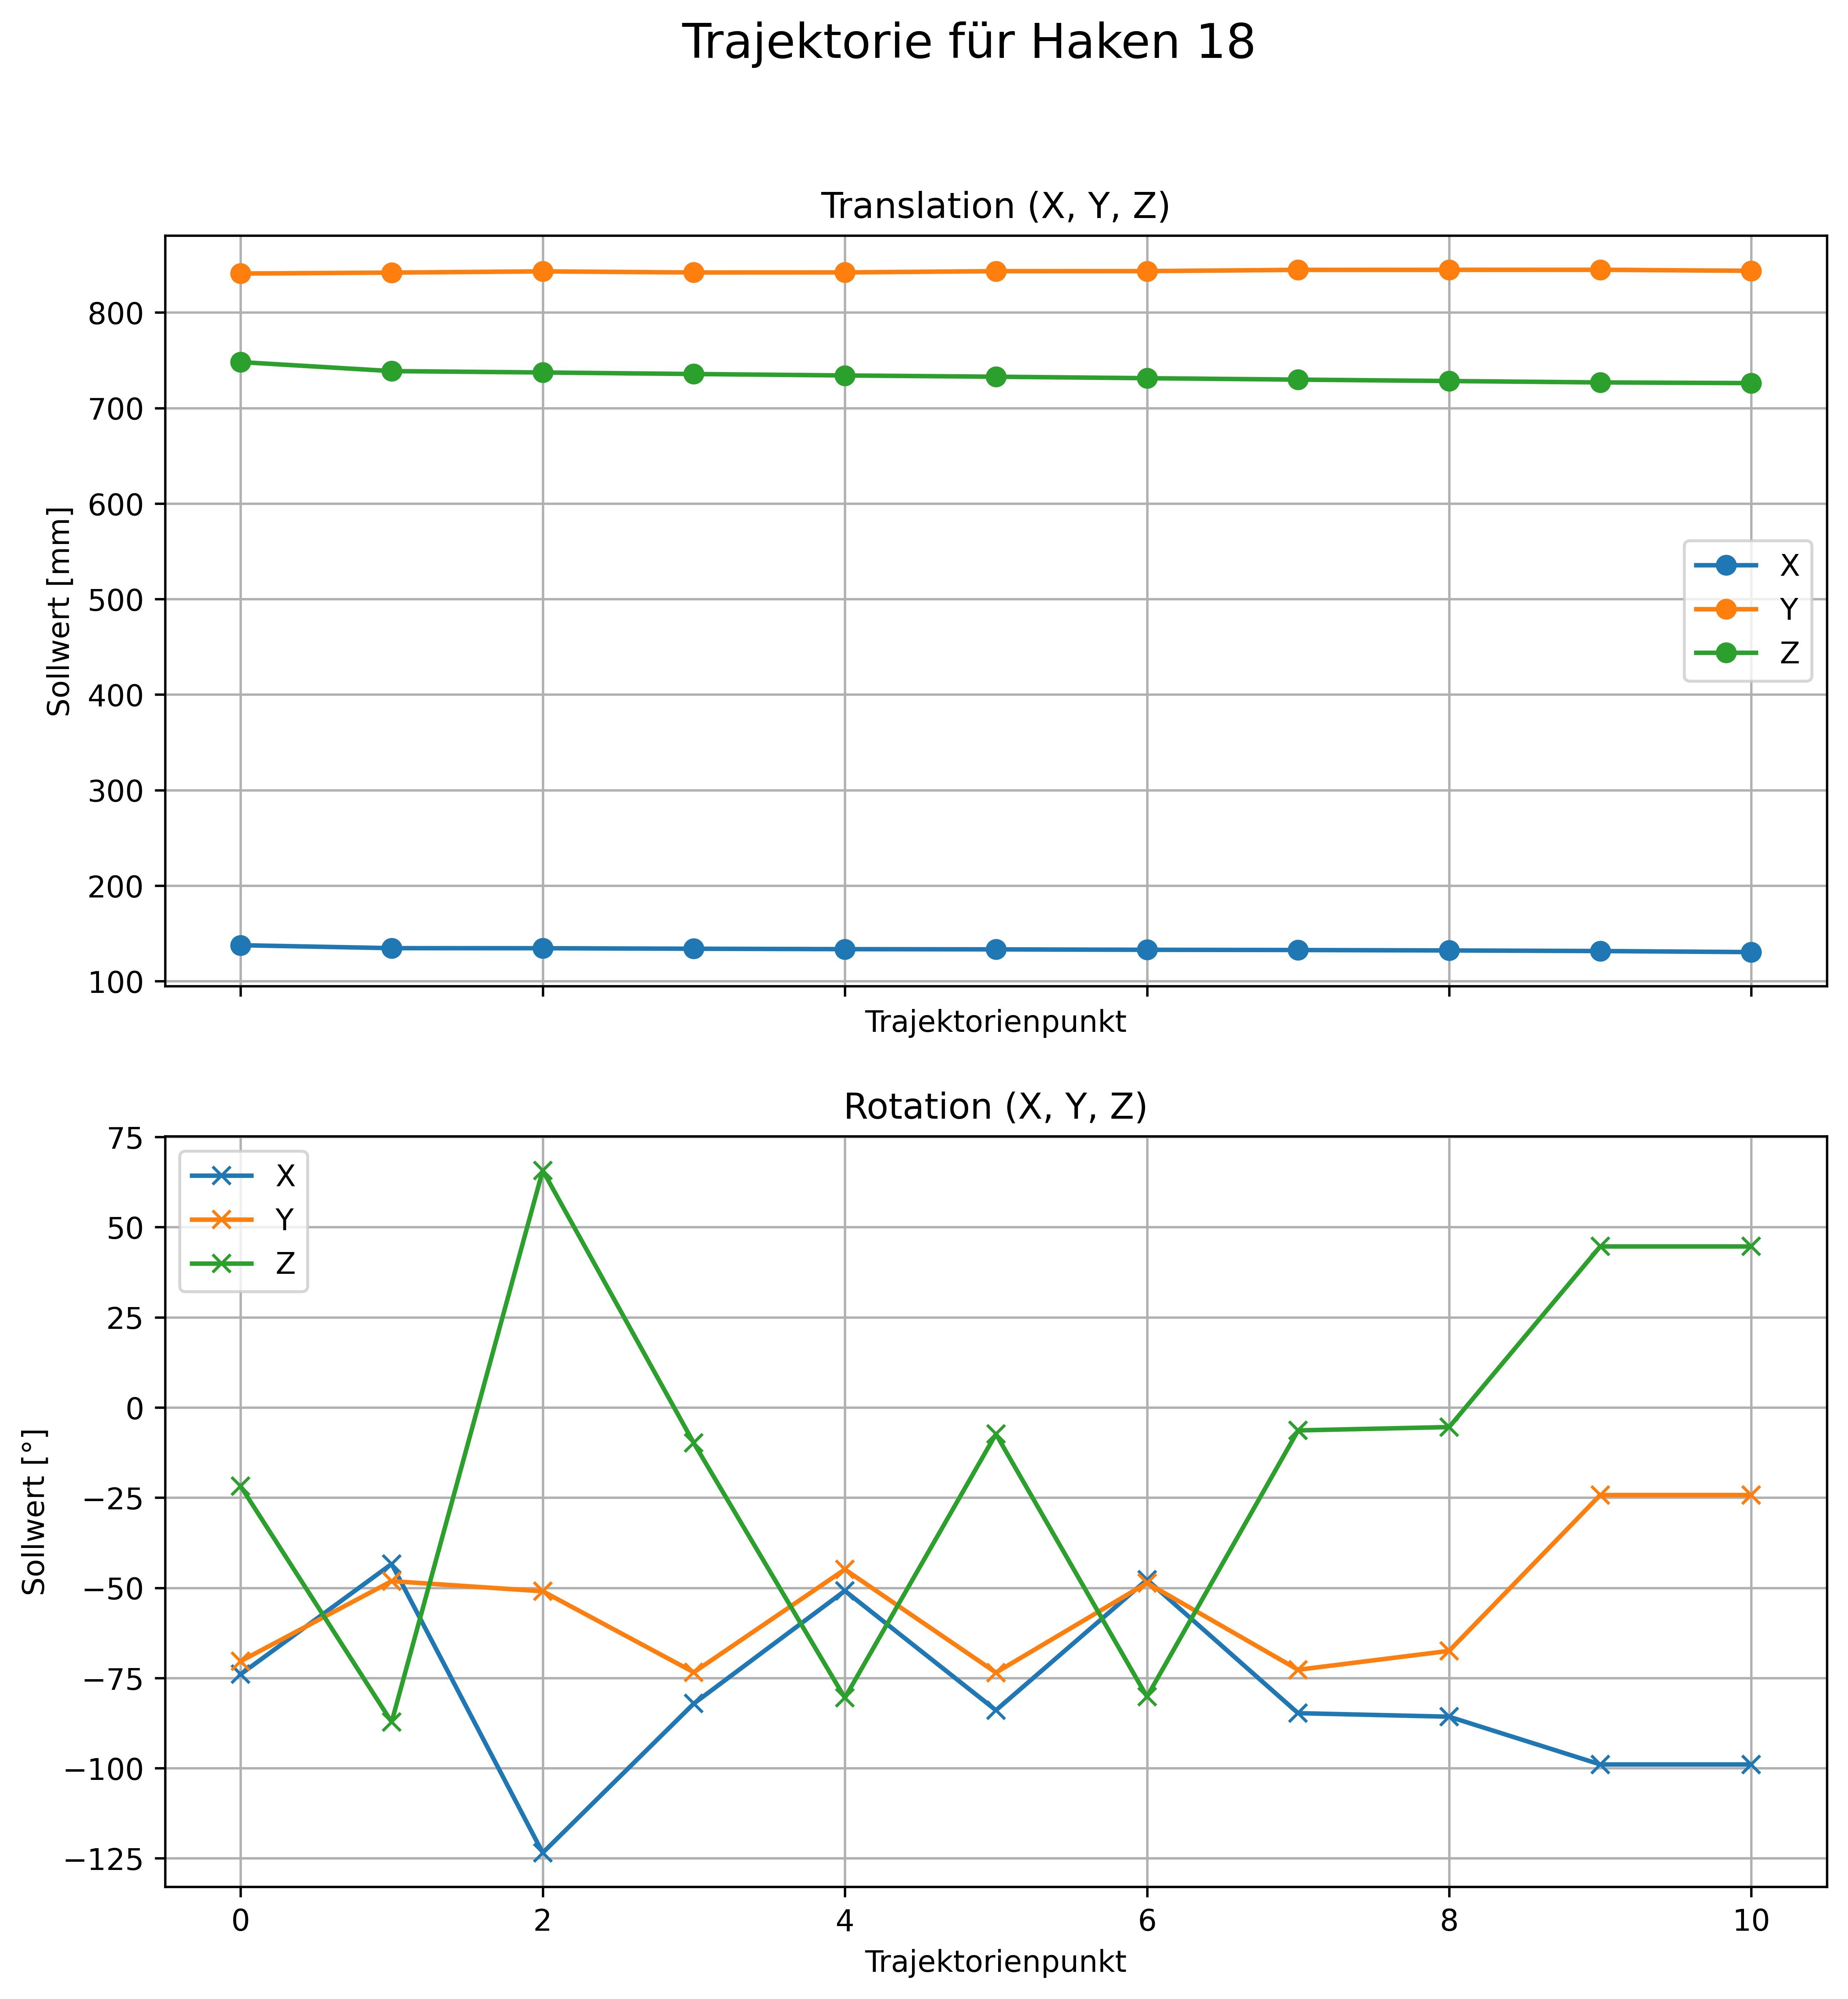 Trajektorie für Haken 18
Translation (X, Y, Z)
800
700
600
500
400
300
200
100
Sollwert [mm]
X
Y
Z
Trajektorienpunkt
Rotation (X, Y, Z)
75
50
25
0
−25
−50
−75
−100
−125
Sollwert [°]
X
Y
Z
0 2 4 6 8 10
Trajektorienpunkt